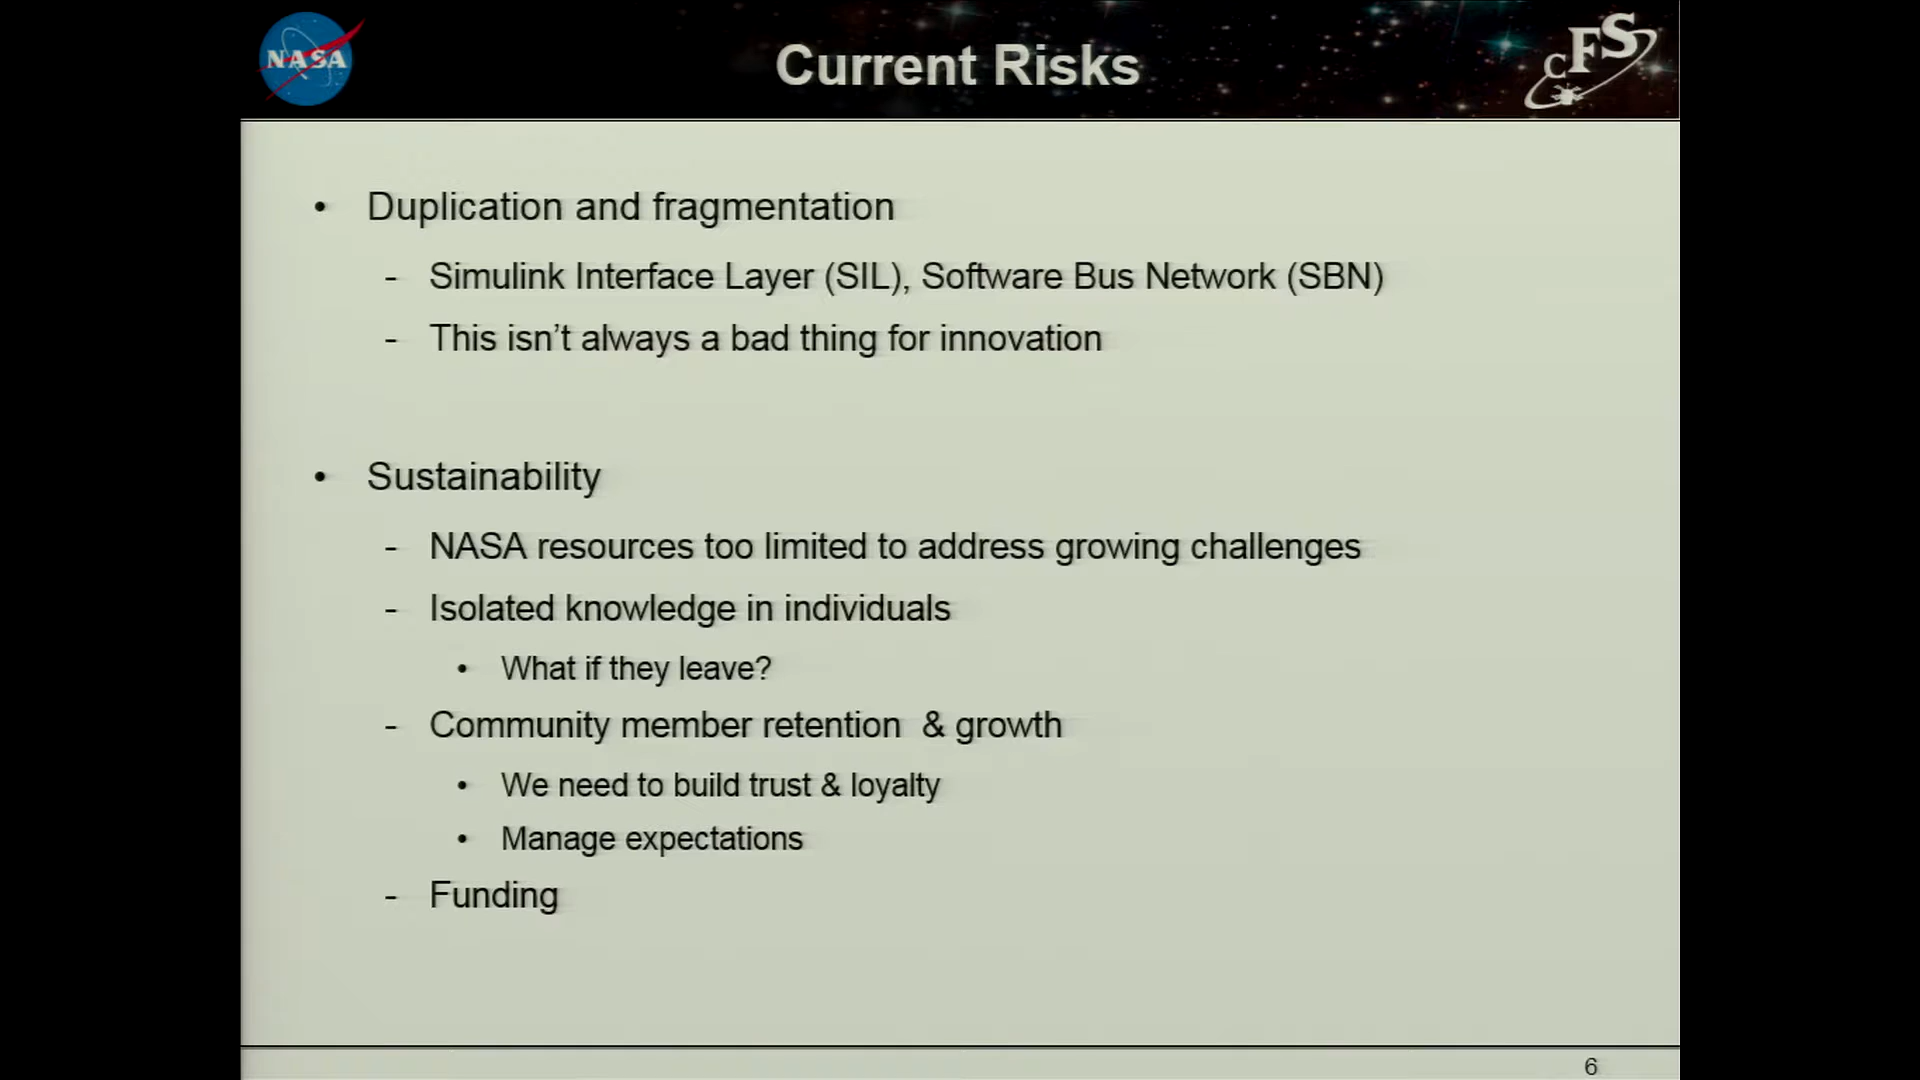 NASA
Current Risks
cFS
• Duplication and fragmentation
- Simulink Interface Layer (SIL), Software Bus Network (SBN)
- This isn’t always a bad thing for innovation
• Sustainability
- NASA resources too limited to address growing challenges
- Isolated knowledge in individuals
• What if they leave?
- Community member retention & growth
• We need to build trust & loyalty
• Manage expectations
- Funding
6